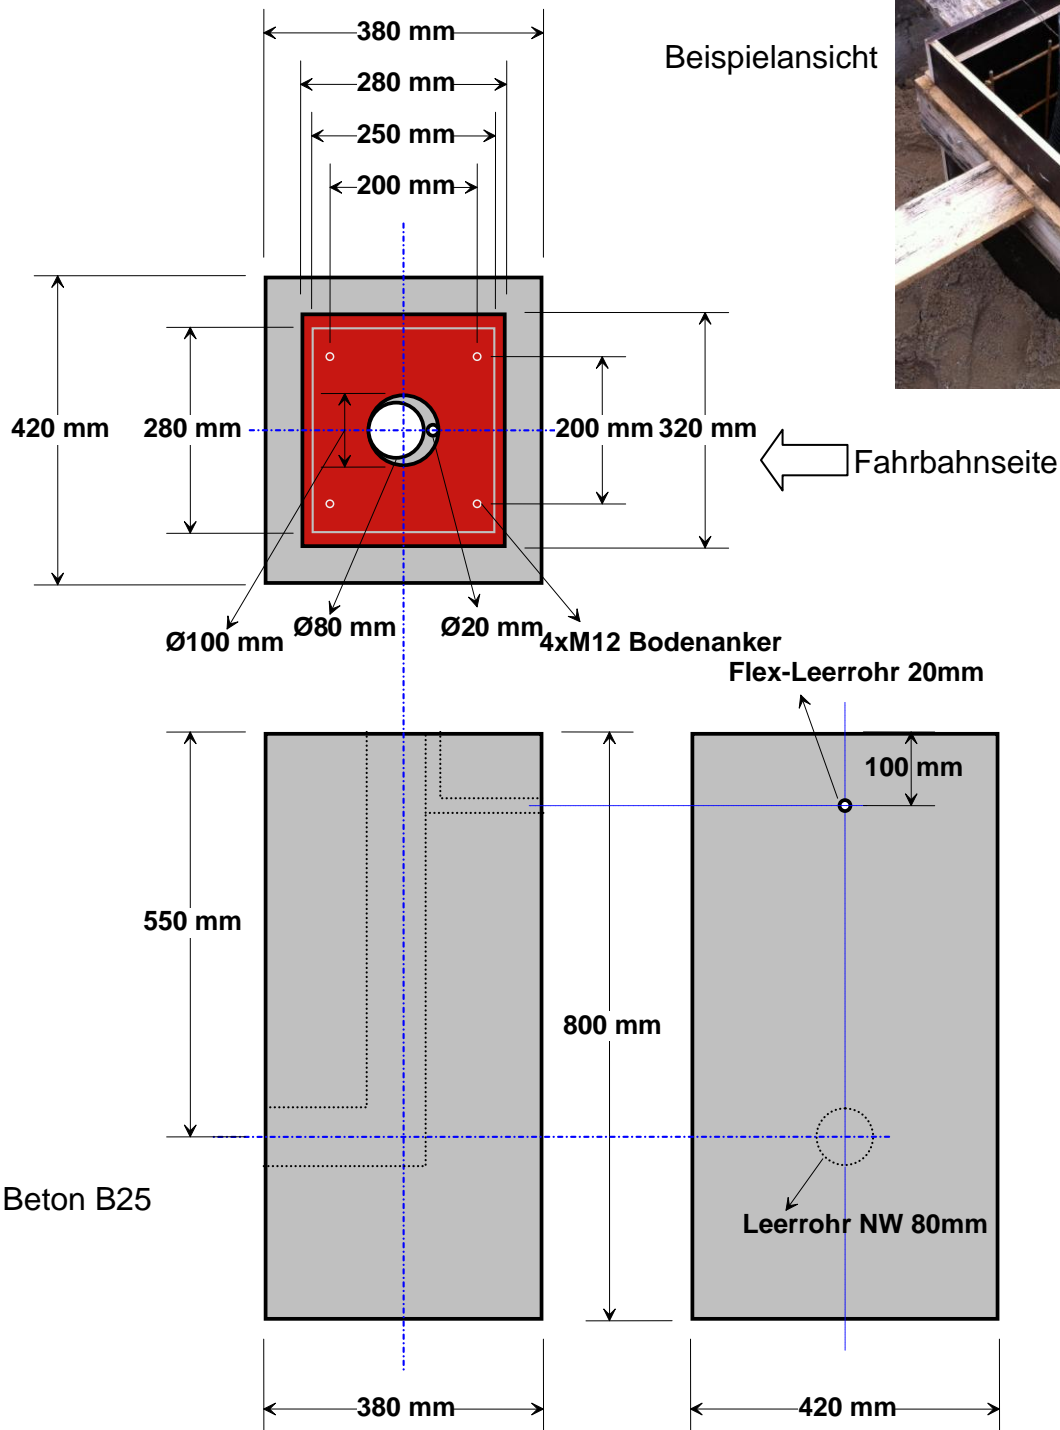 380 mm
Beispielansicht
280 mm
250 mm
200 mm
420 mm
280 mm
200 mm
320 mm
Fahrbahnseite
Ø100 mm
Ø80 mm
Ø20 mm
4xM12 Bodenanker
Flex-Leerrohr 20mm
100 mm
550 mm
800 mm
Beton B25
Leerrohr NW 80mm
380 mm
420 mm